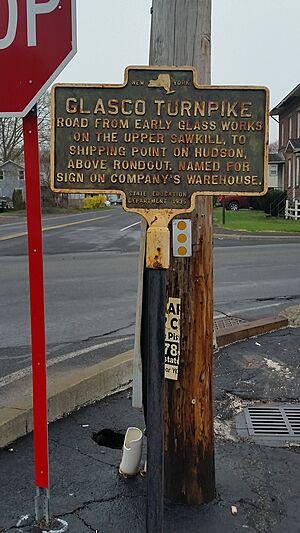 OP
NEW YORK
GLASCO TURNPIKE
ROAD FROM EARLY GLASS WORKS
ON THE UPPER SAWKILL, TO
SHIPPING POINT ON HUDSON,
ABOVE RONDOUT, NAMED FOR
SIGN ON COMPANY'S WAREHOUSE.
STATE EDUCATION
DEPARTMENT 1935